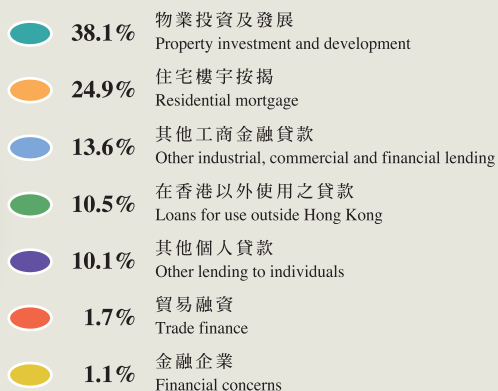 38.1% 物業投資及發展
Property investment and development
24.9% 住宅樓宇按揭
Residential mortgage
13.6% 其他工商金融貸款
Other industrial, commercial and financial lending
10.5% 在香港以外使用之貸款
Loans for use outside Hong Kong
10.1% 其他個人貸款
Other lending to individuals
1.7% 貿易融資
Trade finance
1.1% 金融企業
Financial concerns